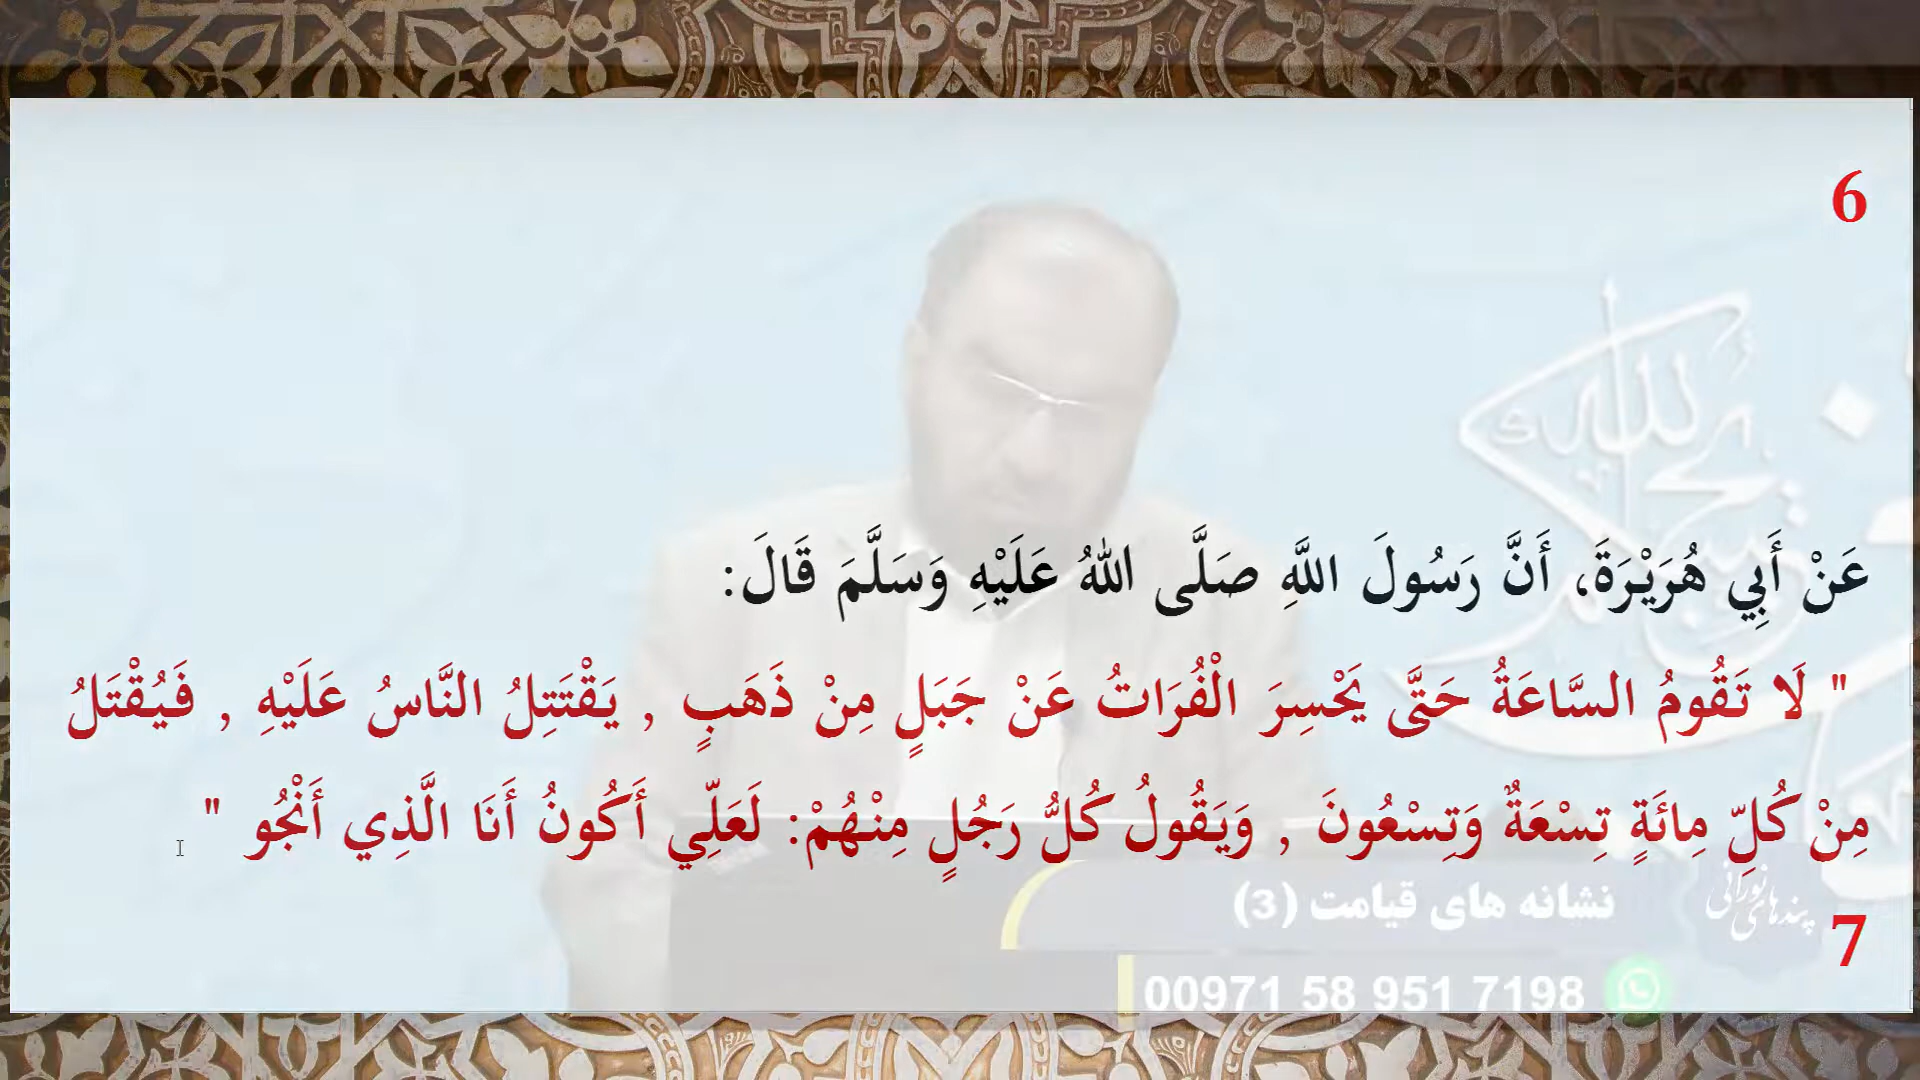 6
عَنْ أَبِي هُرَيْرَةَ، أَنَّ رَسُولَ اللَّهِ صَلَّى اللهُ عَلَيْهِ وَسَلَّمَ قَالَ:
" لَا تَقُومُ السَّاعَةُ حَتَّى يَحْسِرَ الْفُرَاتُ عَنْ جَبَلٍ مِنْ ذَهَبٍ , يَقْتَتِلُ النَّاسُ عَلَيْهِ , فَيُقْتَلُ
مِنْ كُلِّ مِائَةٍ تِسْعَةٌ وَتِسْعُونَ , وَيَقُولُ كُلُّ رَجُلٍ مِنْهُمْ: لَعَلِّي أَكُونُ أَنَا الَّذِي أَنْجُو "
نشانه های قیامت (3)
پندهای نورانی
7
00971 58 951 7198